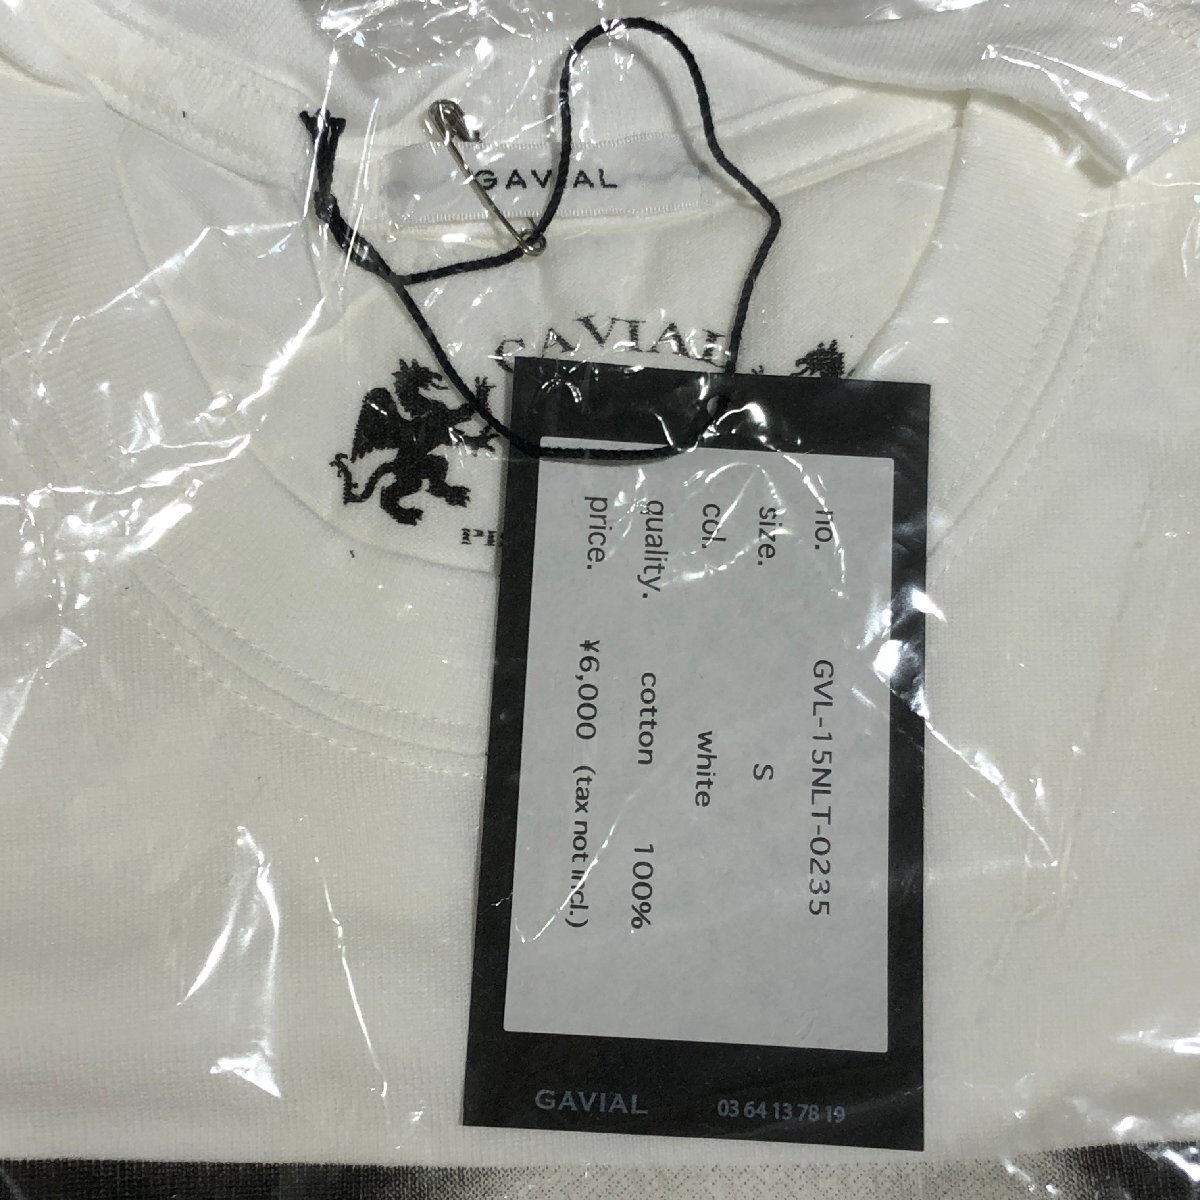 GAVIAL
GAVIAL
no. GVL-15NLT-0235
size. S
col. white
quality. cotton 100%
price. ¥6,000 (tax not incl.)
GAVIAL 03 64 13 78 19